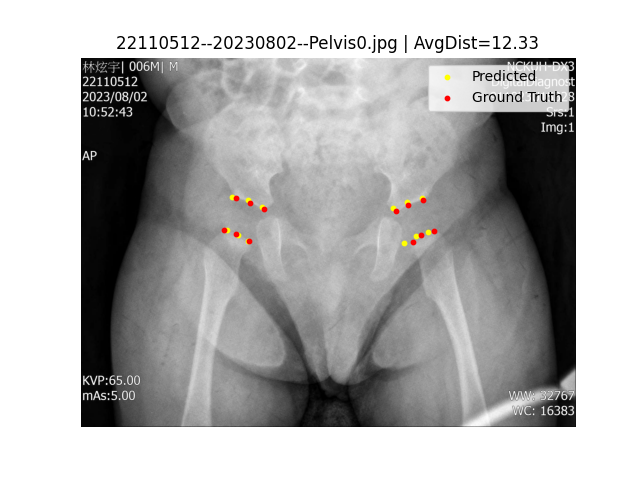 22110512--20230802--Pelvis0.jpg | AvgDist=12.33
林炫宇| 006M| M
22110512
2023/08/02
10:52:43
AP
NCKUH-DX3
DigitalDiagnost
Srs:1
Img:1
Predicted
Ground Truth
KVP:65.00
mAs:5.00
WW: 32767
WC: 16383